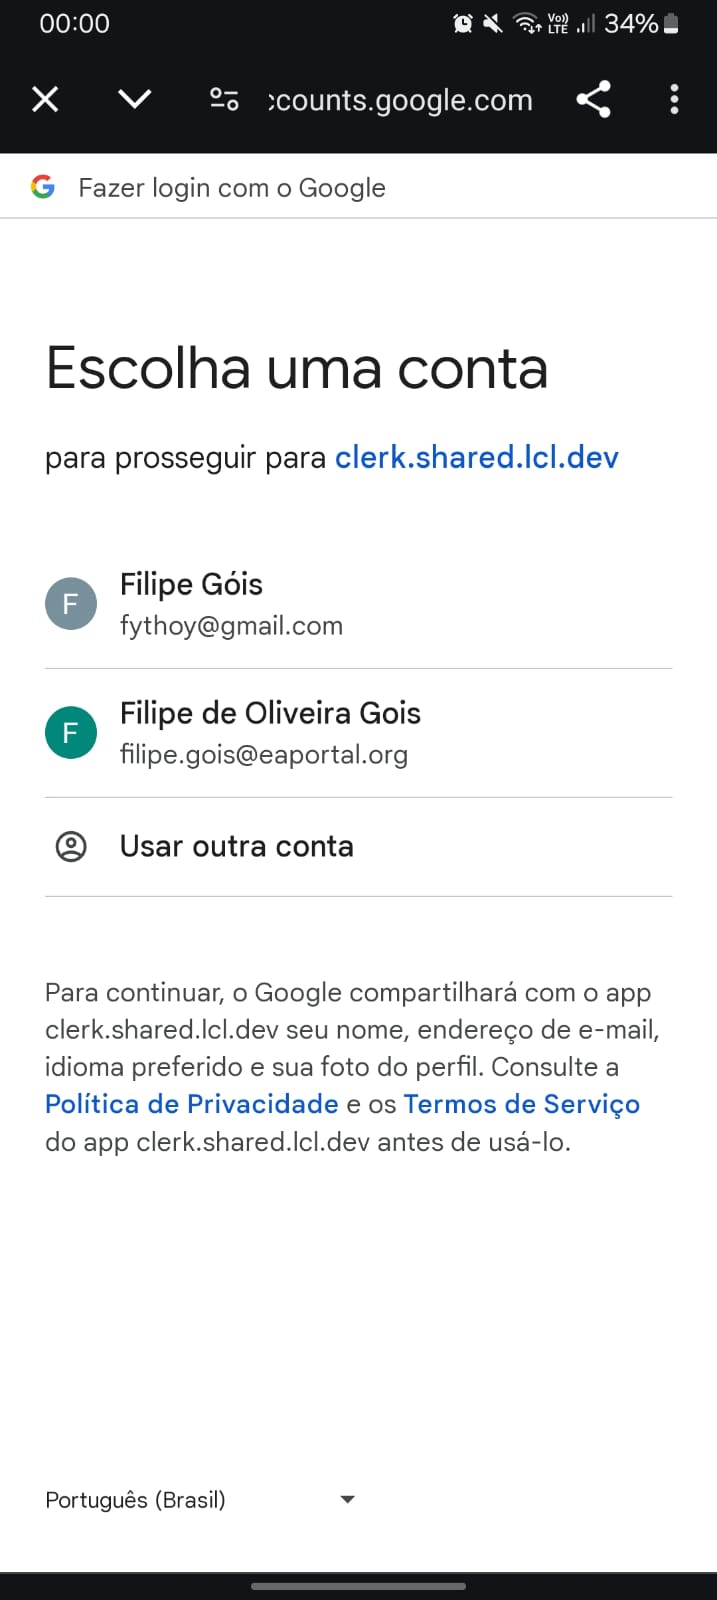 00:00
Vo))
LTE
34%
ccounts.google.com
Fazer login com o Google
Escolha uma conta
para prosseguir para clerk.shared.lcl.dev
F
Filipe Góis
fythoy@gmail.com
F
Filipe de Oliveira Gois
filipe.gois@eaportal.org
Usar outra conta
Para continuar, o Google compartilhará com o app
clerk.shared.lcl.dev seu nome, endereço de e-mail,
idioma preferido e sua foto do perfil. Consulte a
Política de Privacidade e os Termos de Serviço
do app clerk.shared.lcl.dev antes de usá-lo.
Português (Brasil)